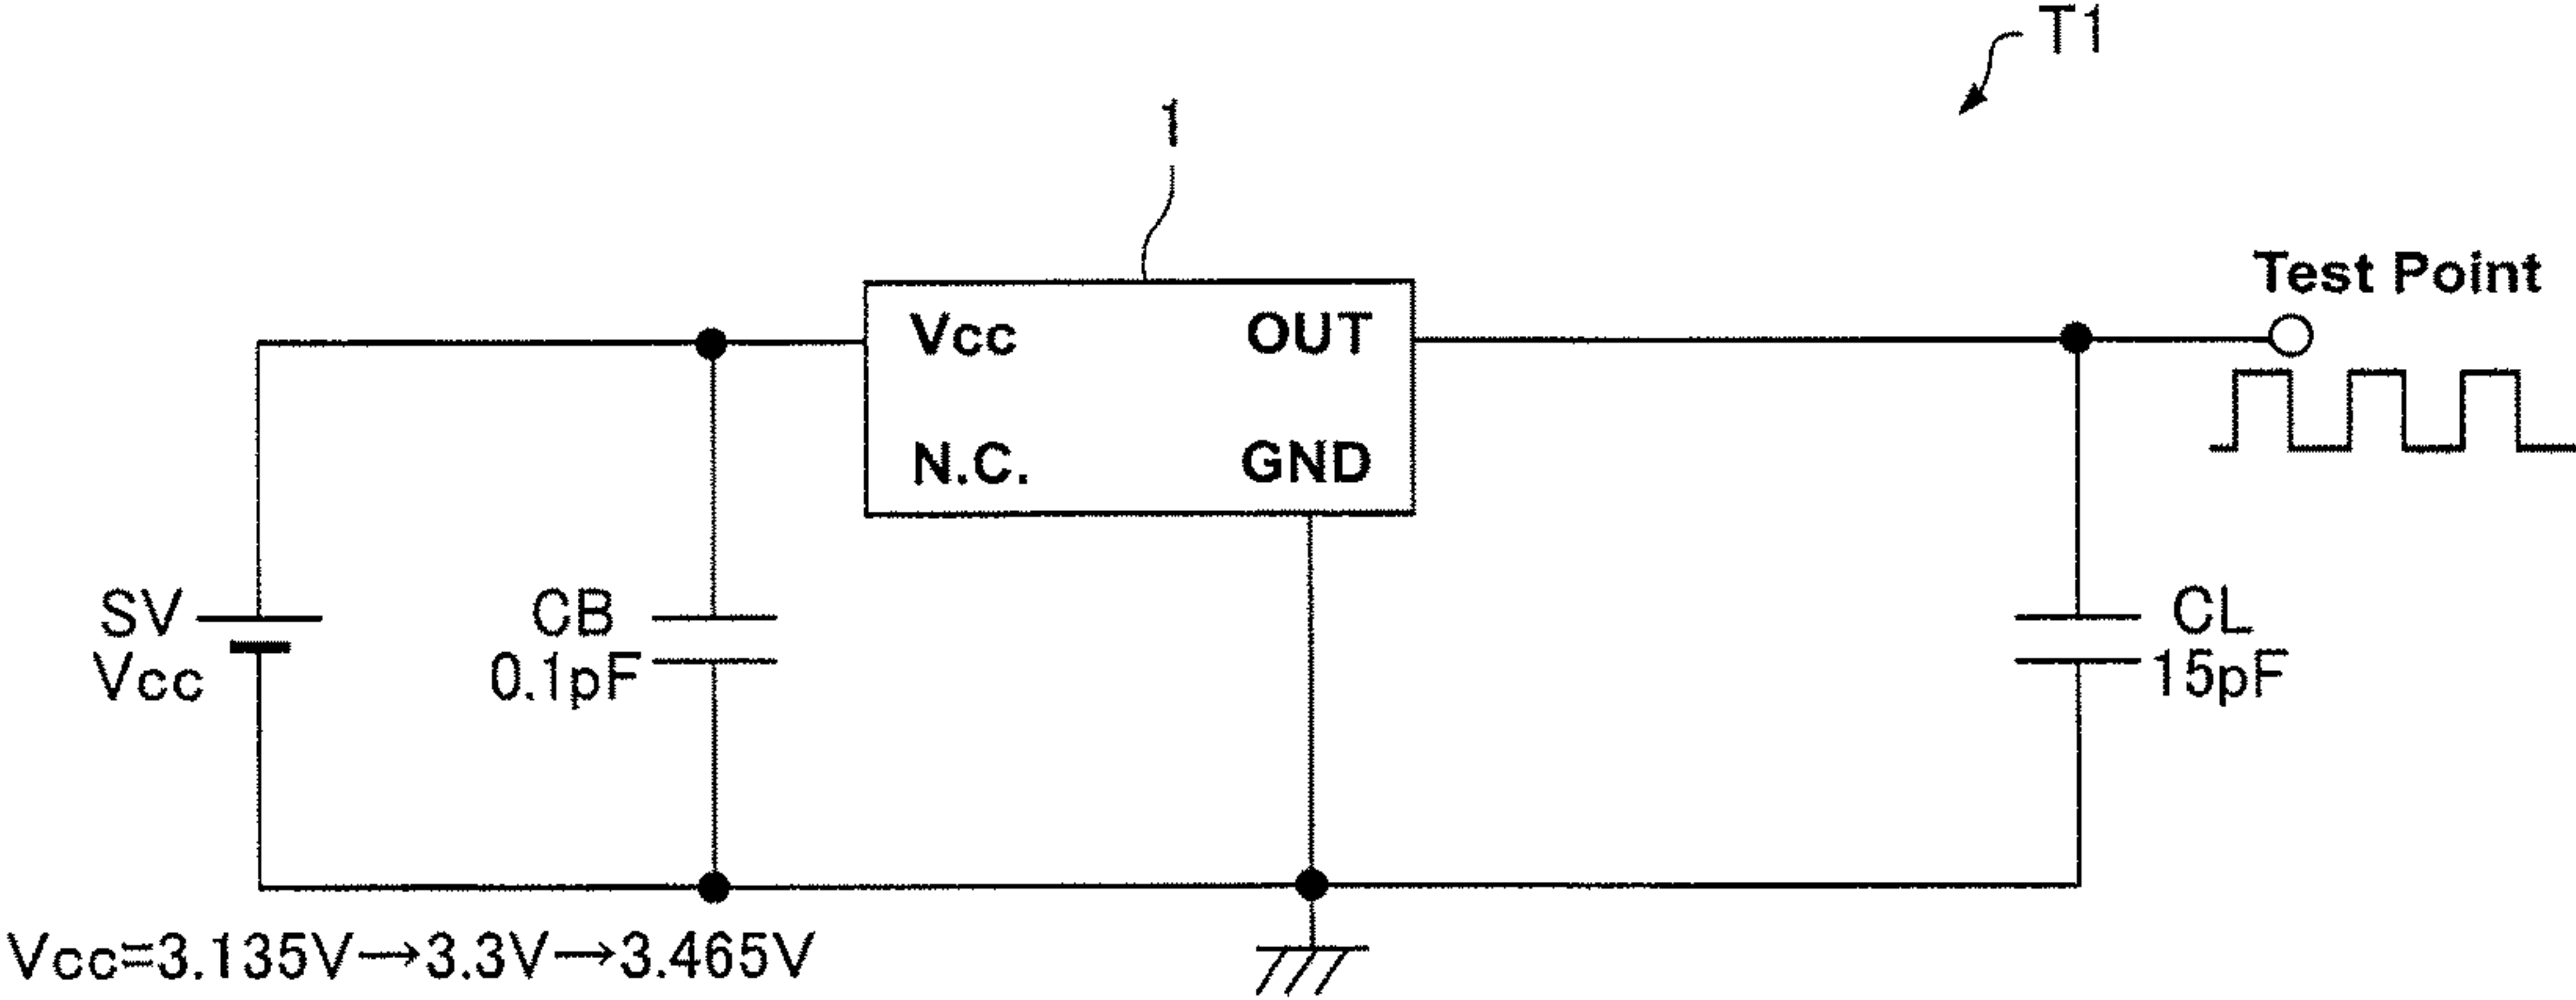 T1
1
Test Point
Vcc OUT
N.C. GND
SV
Vcc
CB
0.1pF
CL
15pF
Vcc=3.135V→3.3V→3.465V